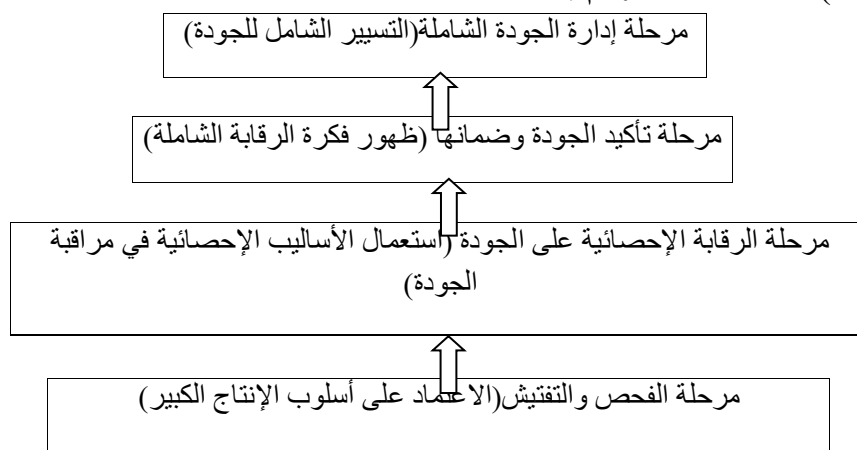 مرحلة إدارة الجودة الشاملة(التسيير الشامل للجودة)
مرحلة تأكيد الجودة وضمانها (ظهور فكرة الرقابة الشاملة)
مرحلة الرقابة الإحصائية على الجودة (استعمال الأساليب الإحصائية في مراقبة
الجودة)
مرحلة الفحص والتفتيش(الاعتماد على أسلوب الإنتاج الكبير)